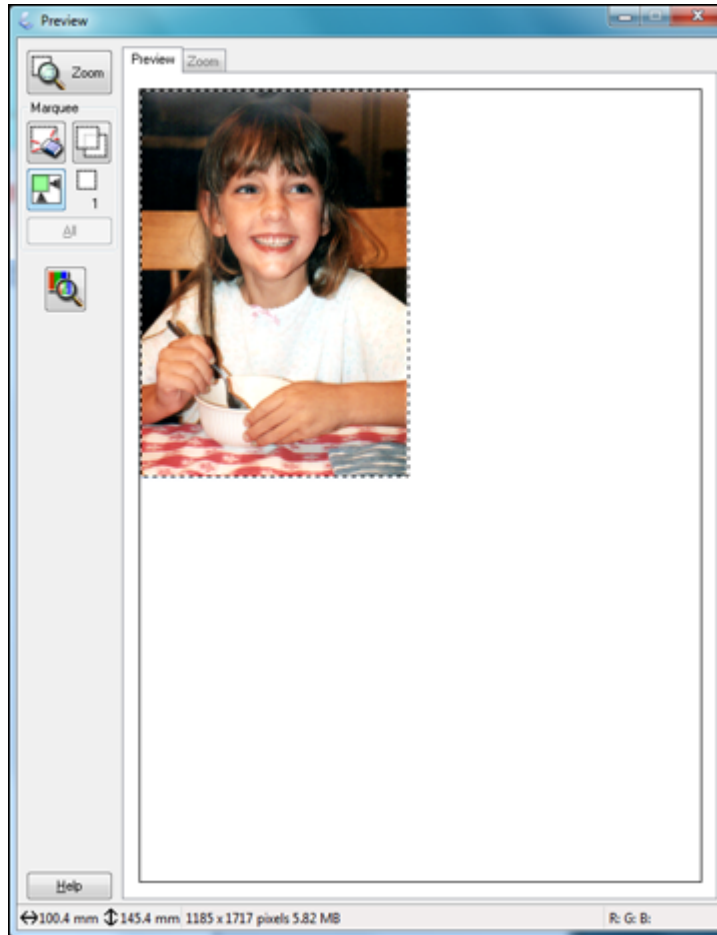 Preview
Zoom
Preview
Zoom
Marquee
1
All
Help
100.4 mm
145.4 mm
1185 x 1717 pixels 5.82 MB
R: G: B: